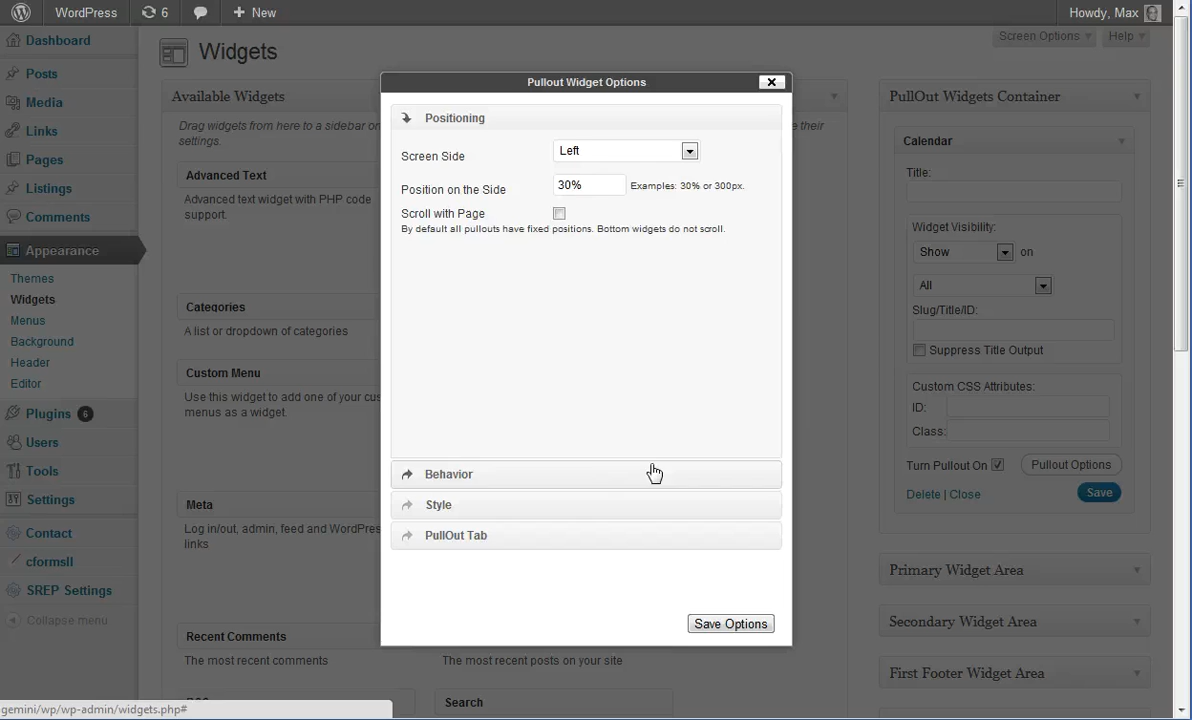 WordPress
6
New
Howdy, Max
Screen Options
Help
Dashboard
Posts
Media
Links
Pages
Listings
Comments
Appearance
Themes
Widgets
Menus
Background
Header
Editor
Plugins 6
Users
Tools
Settings
Contact
cformsII
SREP Settings
Collapse menu
Widgets
Available Widgets
Drag widgets from here to a sidebar on
their
settings.
Advanced Text
Advanced text widget with PHP code
support.
Categories
A list or dropdown of categories
Custom Menu
Use this widget to add one of your
menus as a widget.
Meta
Log in/out, admin, feed and WordPress
links
Recent Comments
The most recent comments
The most recent posts on your site
Search
Pullout Widget Options
Positioning
Screen Side
Left
Position on the Side
30%
Examples: 30% or 300px.
Scroll with Page
By default all pullouts have fixed positions. Bottom widgets do not scroll.
Behavior
Style
PullOut Tab
Save Options
PullOut Widgets Container
Calendar
Title:
Widget Visibility:
Show
on
All
Slug/Title/ID:
Suppress Title Output
Custom CSS Attributes:
ID:
Class:
Turn Pullout On
Pullout Options
Delete | Close
Save
Primary Widget Area
Secondary Widget Area
First Footer Widget Area
gemini/wp/wp-admin/widgets.php#